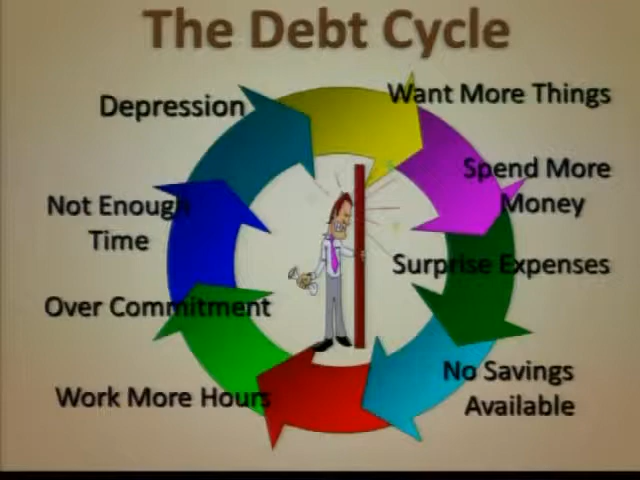 The Debt Cycle
Want More Things
Spend More
Money
Surprise Expenses
No Savings
Available
Work More Hours
Over Commitment
Not Enough
Time
Depression